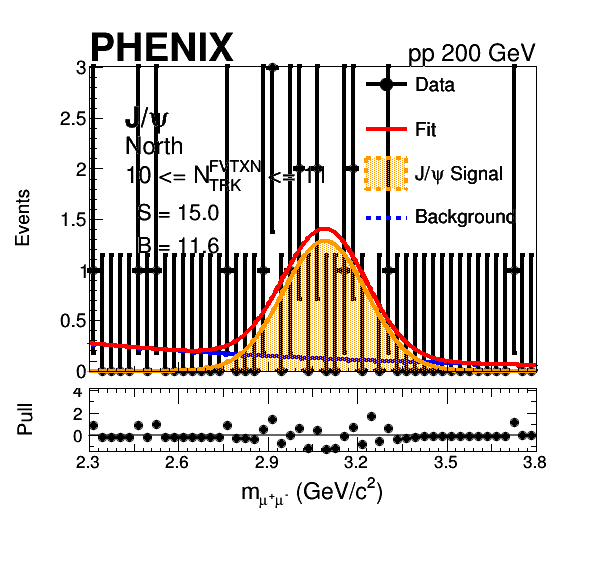 PHENIX
pp 200 GeV
3
2.5
2
1.5
1
0.5
0
Events
J/ψ
North
10 <= N^{FVTXN}_{TRK} <= 11
S = 15.0
B = 11.6
Data
Fit
J/ψ Signal
Background
4
2
0
Pull
2.3 2.6 2.9 3.2 3.5 3.8
m_{μ⁺μ⁻} (GeV/c²)